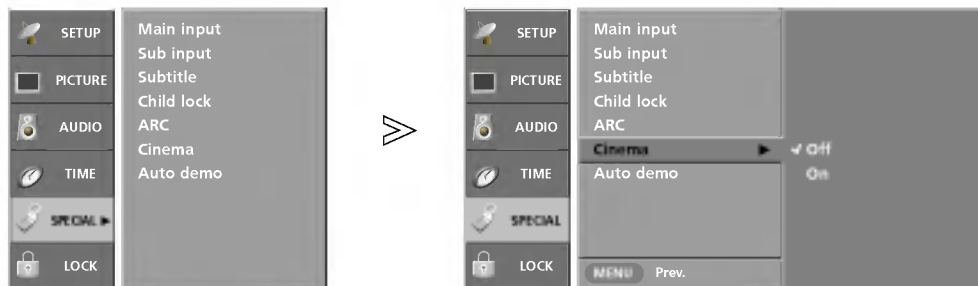 SETUP
PICTURE
AUDIO
TIME
SPECIAL ▶
LOCK
Main input
Sub input
Subtitle
Child lock
ARC
Cinema
Auto demo
SETUP
PICTURE
AUDIO
TIME
SPECIAL
LOCK
Main input
Sub input
Subtitle
Child lock
ARC
Cinema ▶
Auto demo
MENU Prev.
✓ Off
On